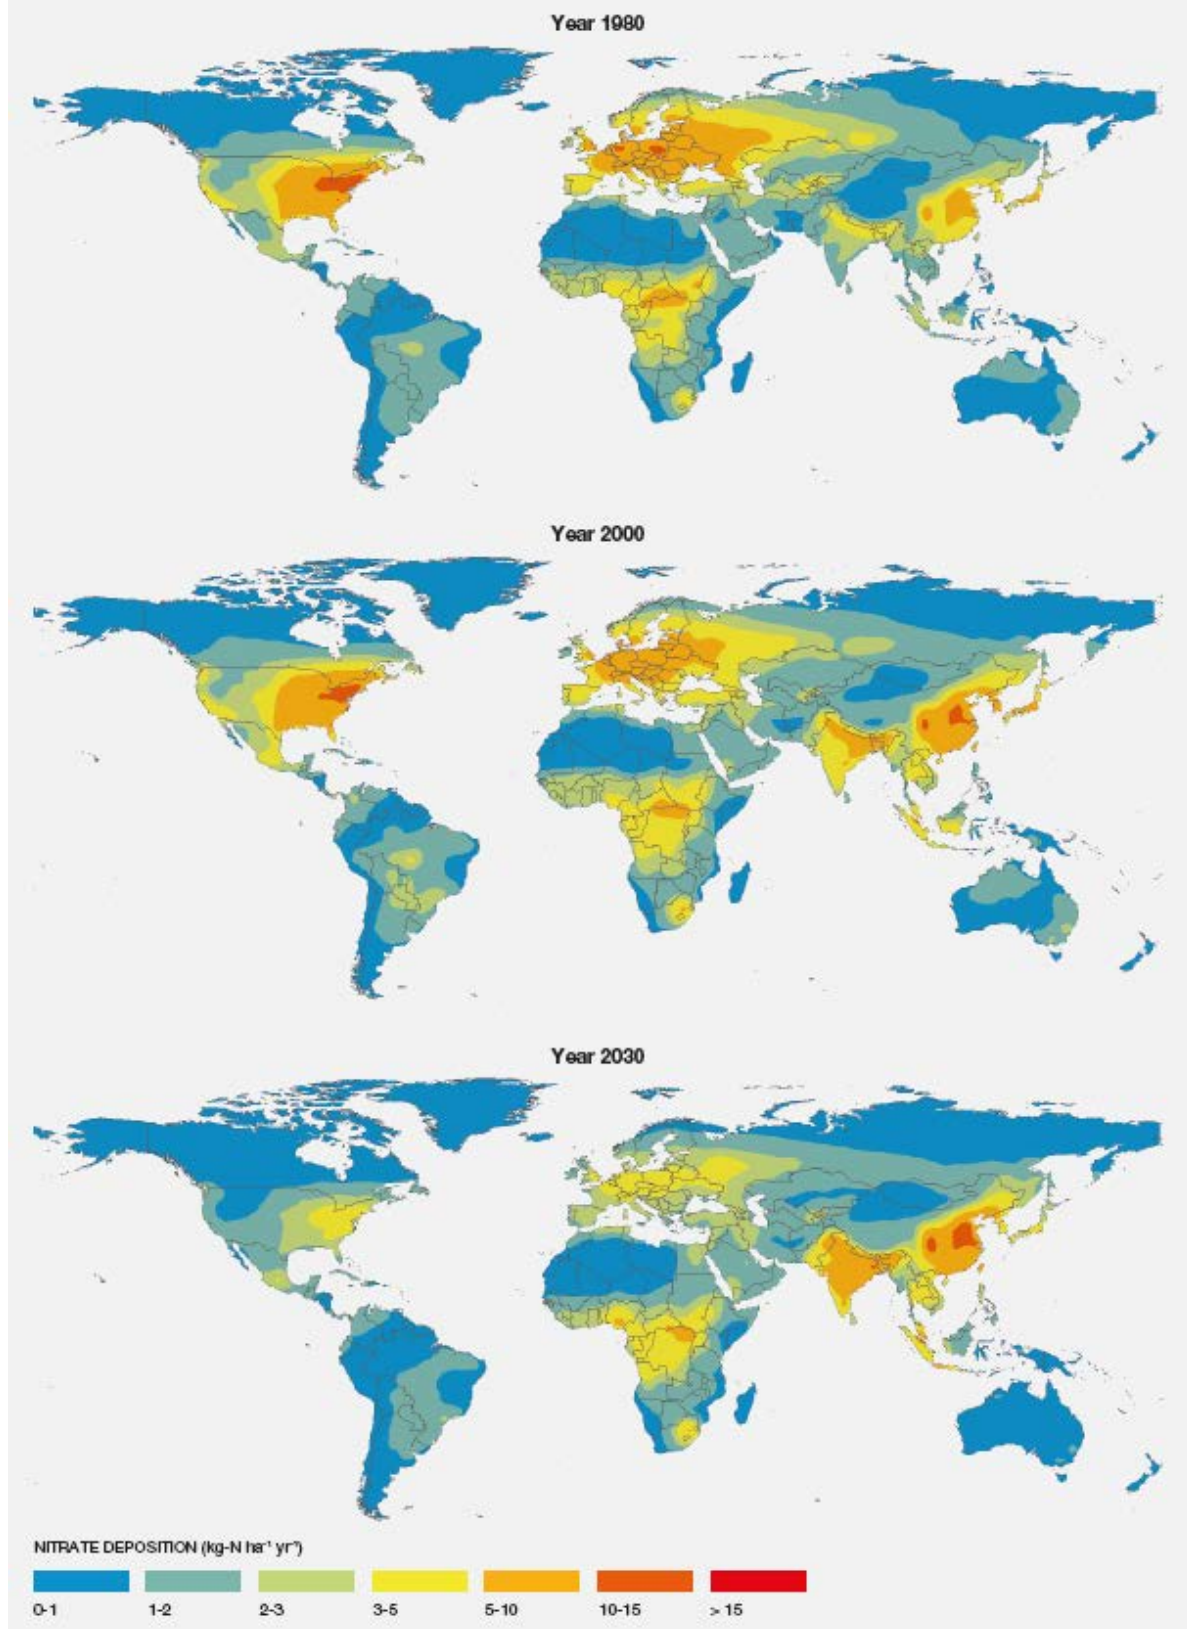 Year 1980
Year 2000
Year 2030
NITRATE DEPOSITION (kg-N ha⁻¹ yr⁻¹)
0-1 1-2 2-3 3-5 5-10 10-15 > 15